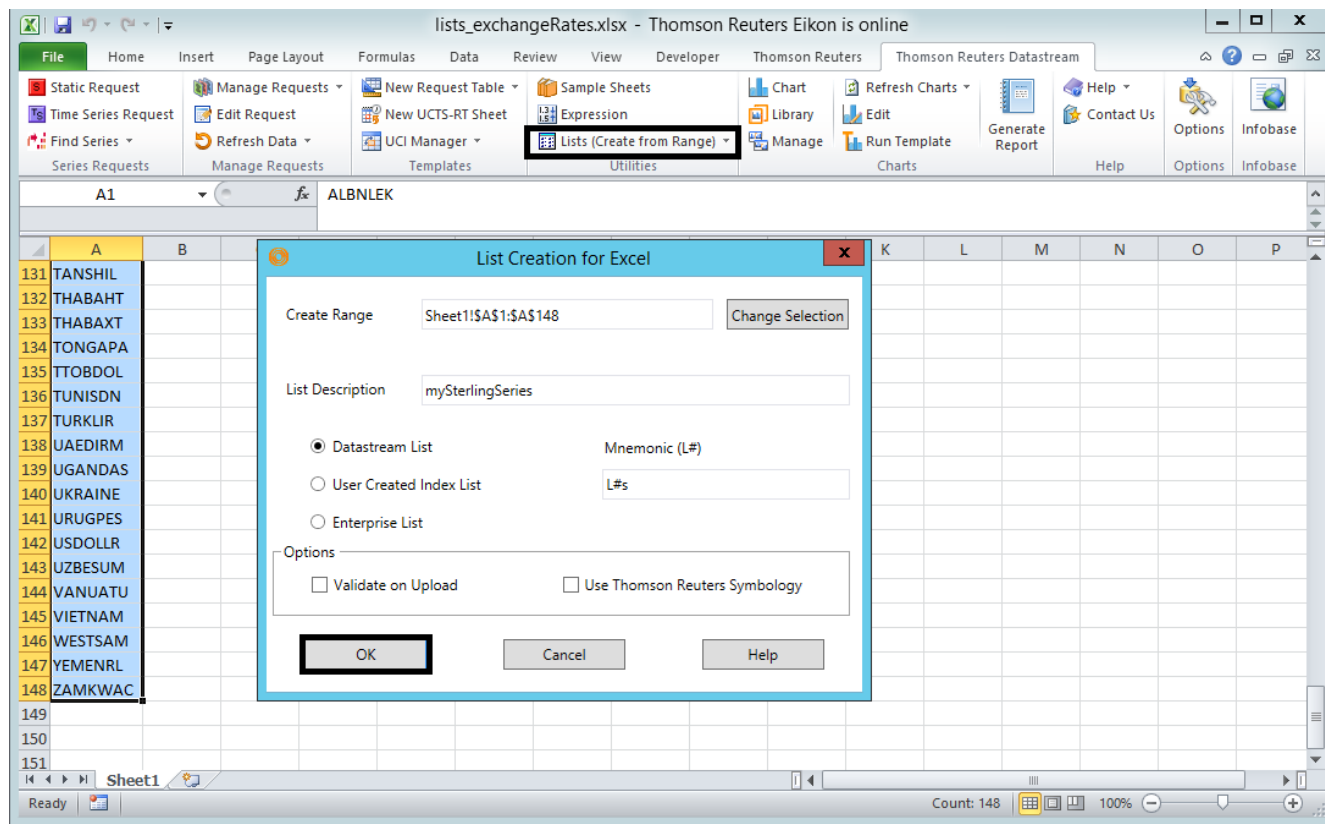 lists_exchangeRates.xlsx - Thomson Reuters Eikon is online
File Home Insert Page Layout Formulas Data Review View Developer Thomson Reuters Thomson Reuters Datastream
Static Request Manage Requests New Request Table Sample Sheets Chart Refresh Charts Help
Time Series Request Edit Request New UCTS-RT Sheet Expression Library Edit Generate Report Contact Us Options Infobase
Find Series Refresh Data UCI Manager Lists (Create from Range) Manage Run Template
Series Requests Manage Requests Templates Utilities Charts Help Options Infobase
A1 fx ALBNLEK
A B K L M N O P
List Creation for Excel
131 TANSHIL
132 THABAHT
133 THABAXT
134 TONGAPA
135 TTOBDOL
136 TUNISDN
137 TURKLIR
138 UAEDIRM
139 UGANDAS
140 UKRAINE
141 URUGPES
142 USDOLLR
143 UZBESUM
144 VANUATU
145 VIETNAM
146 WESTSAM
147 YEMENRL
148 ZAMKWAC
149
150
151
Create Range Sheet1!$A$1:$A$148 Change Selection
List Description mySterlingSeries
Datastream List Mnemonic (L#)
User Created Index List L#s
Enterprise List
Options
Validate on Upload Use Thomson Reuters Symbology
OK Cancel Help
Sheet1
Ready Count: 148 100%